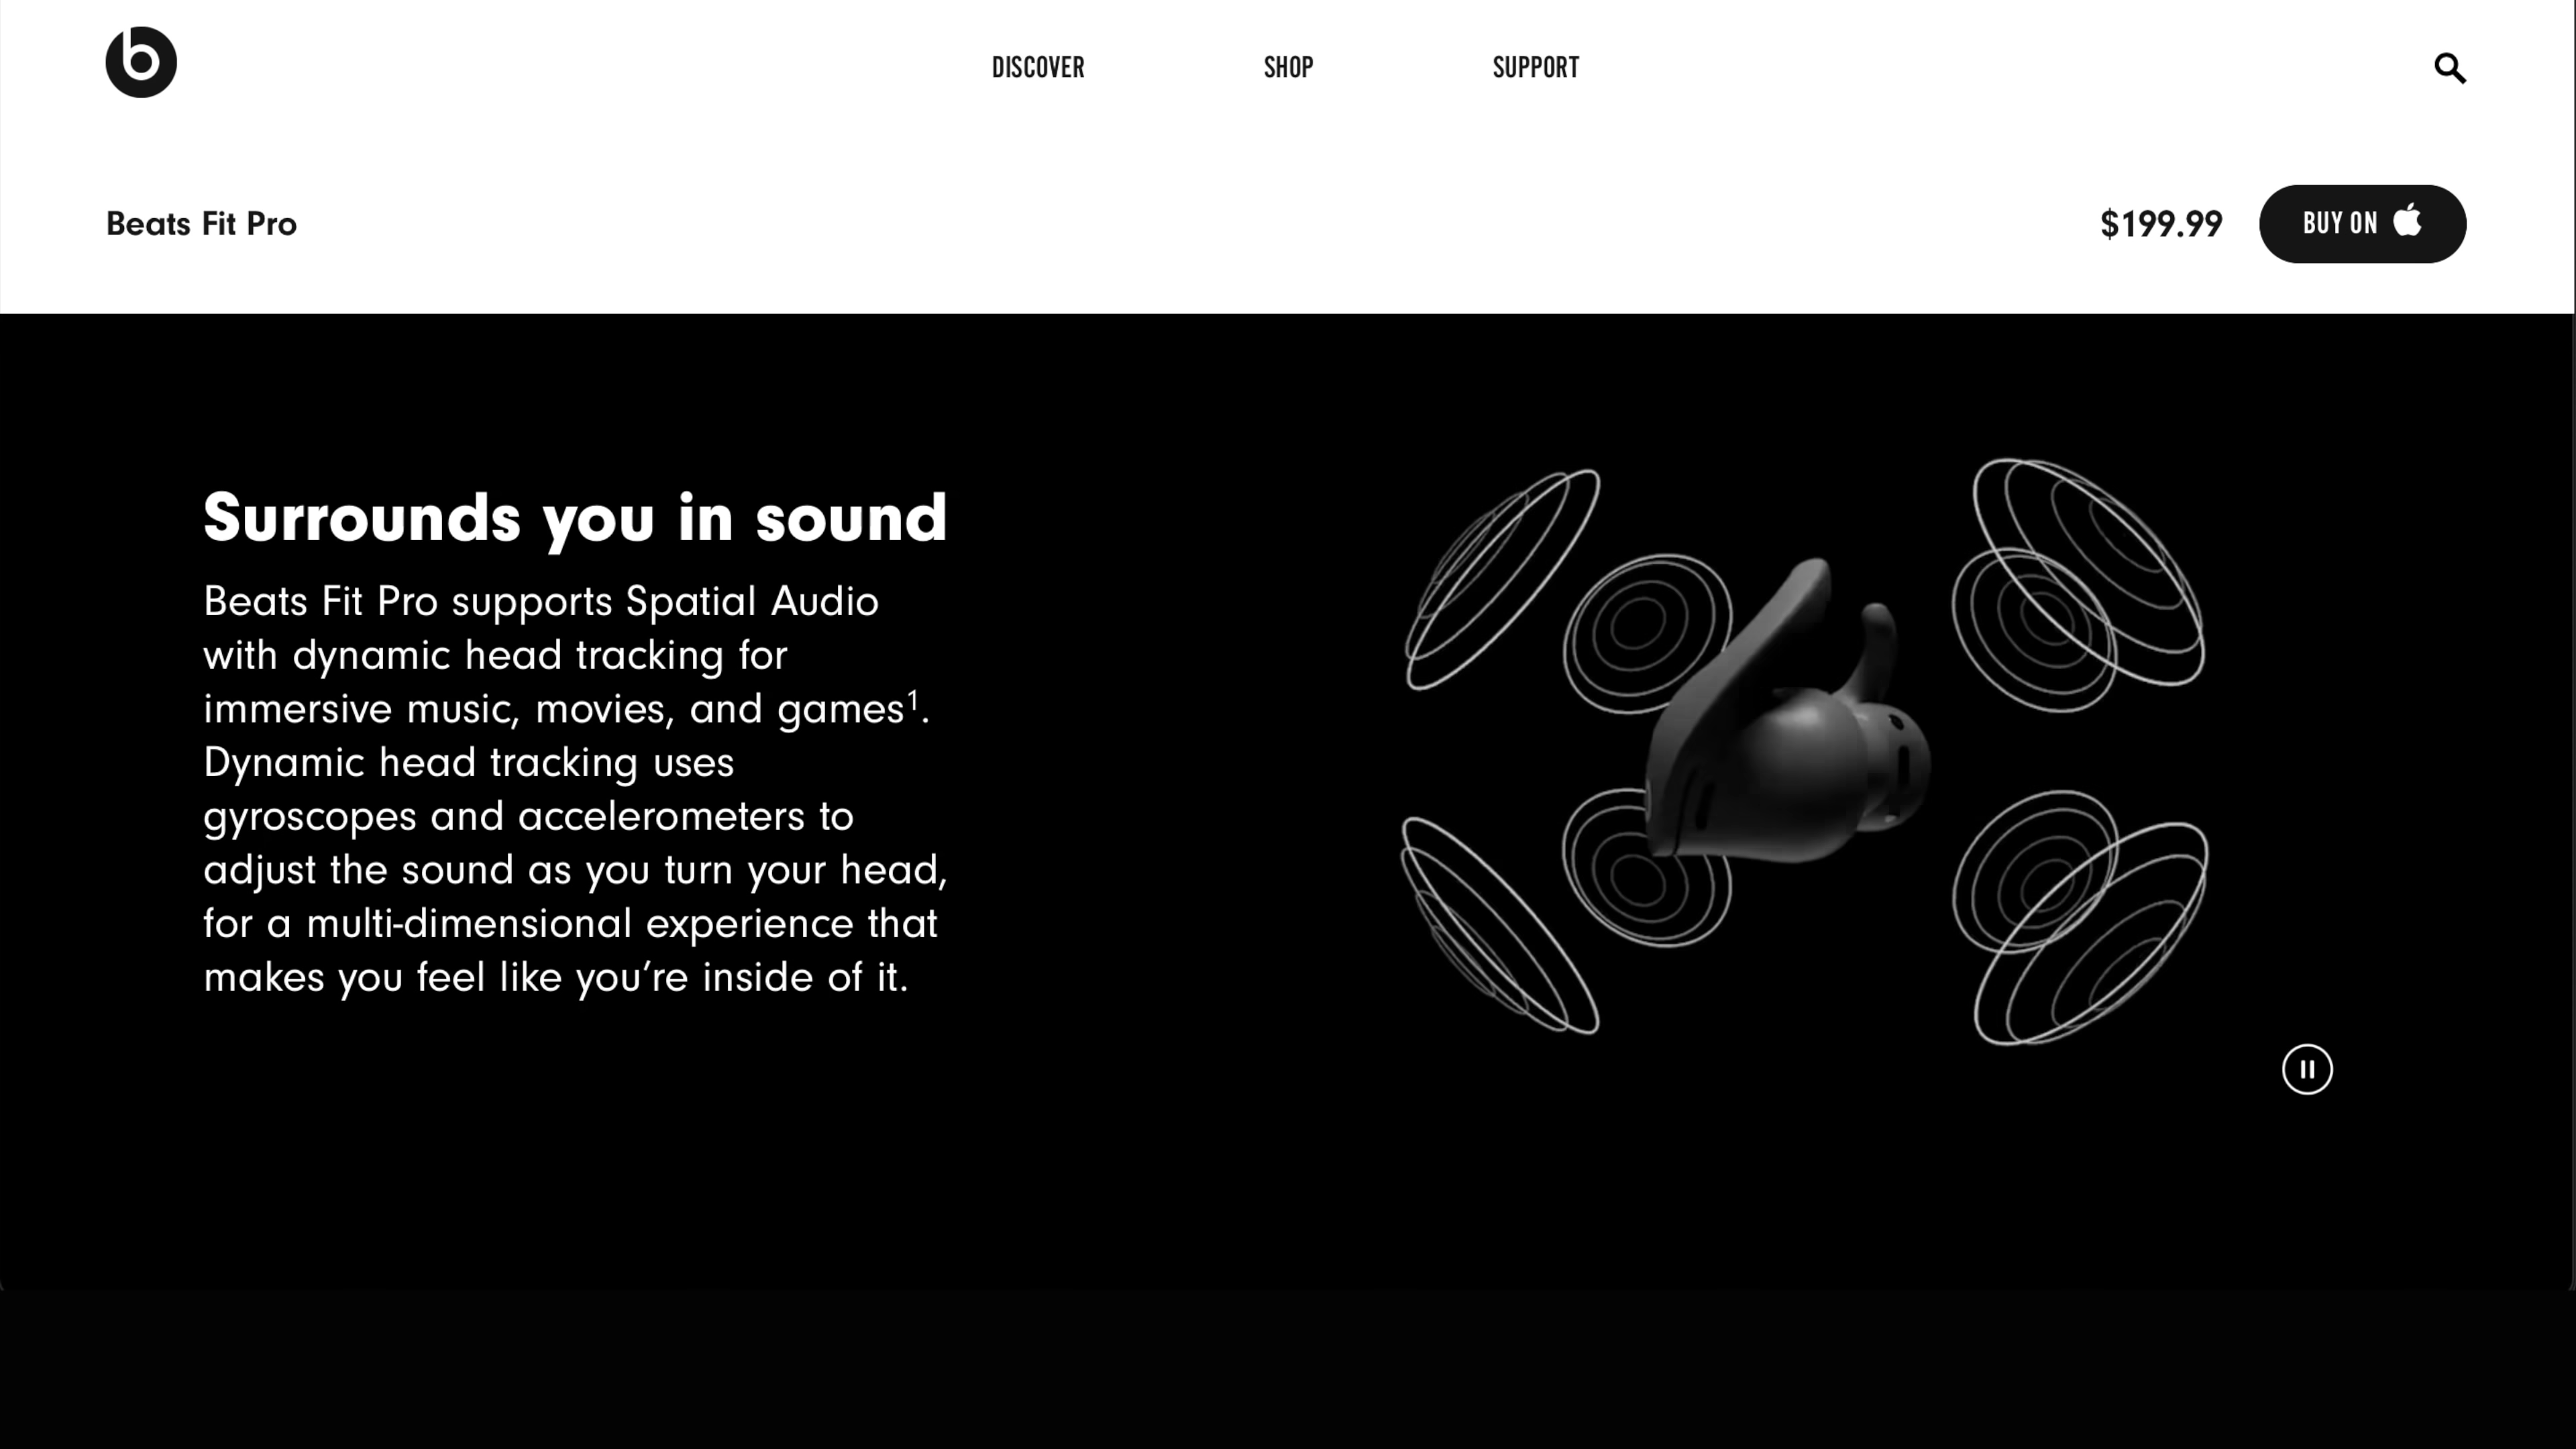 DISCOVER SHOP SUPPORT
Beats Fit Pro $199.99 BUY ON
Surrounds you in sound
Beats Fit Pro supports Spatial Audio
with dynamic head tracking for
immersive music, movies, and games¹.
Dynamic head tracking uses
gyroscopes and accelerometers to
adjust the sound as you turn your head,
for a multi-dimensional experience that
makes you feel like you’re inside of it.